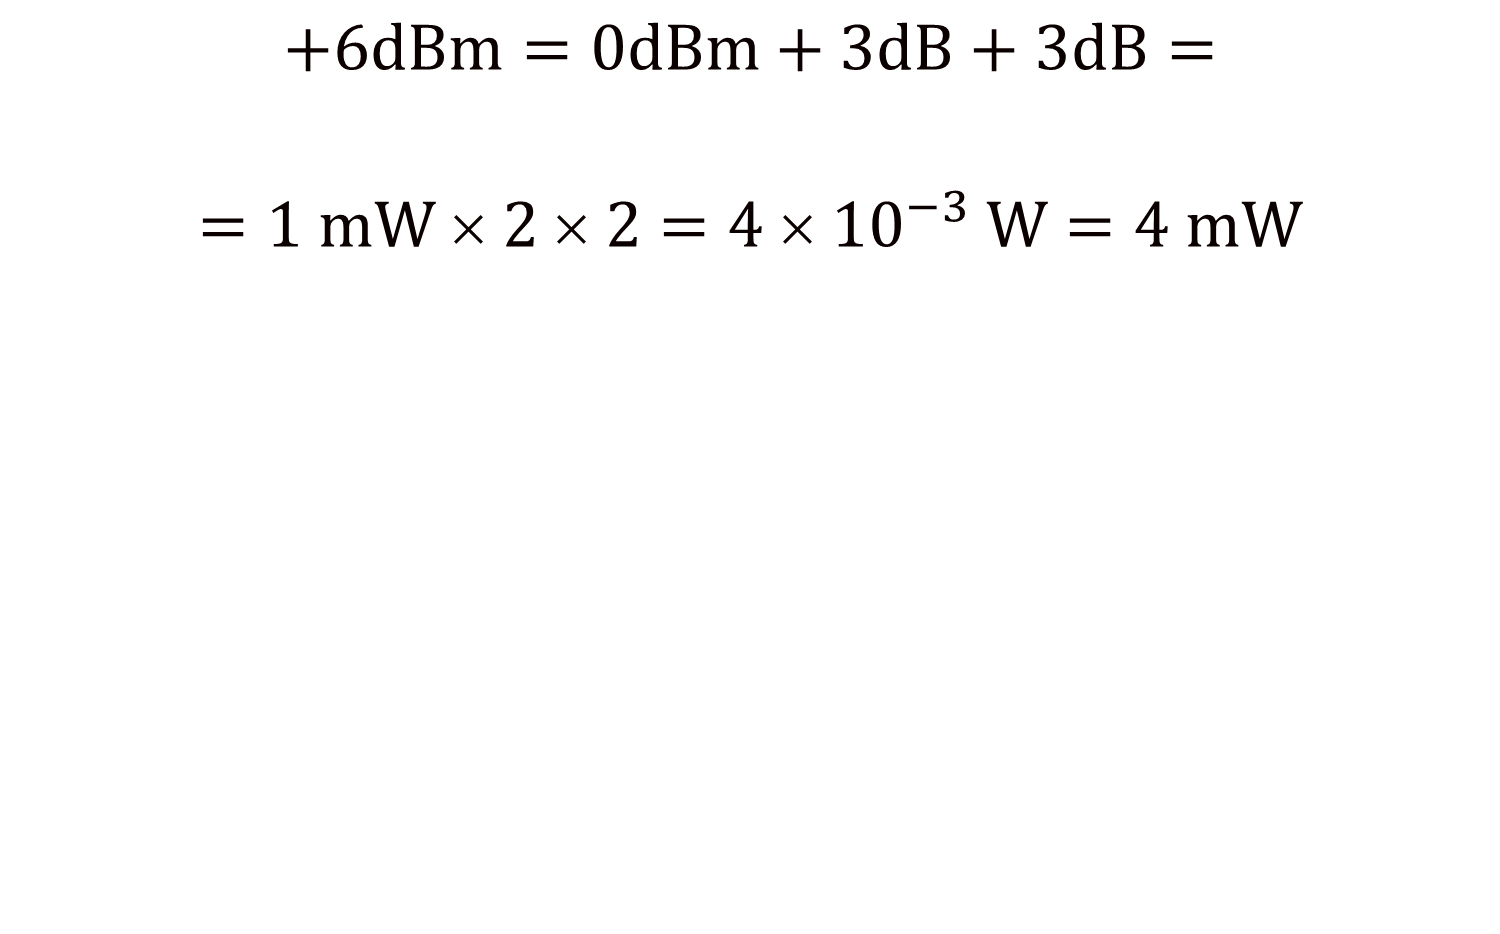 +6dBm = 0dBm + 3dB + 3dB =
= 1 mW × 2 × 2 = 4 × 10⁻³ W = 4 mW